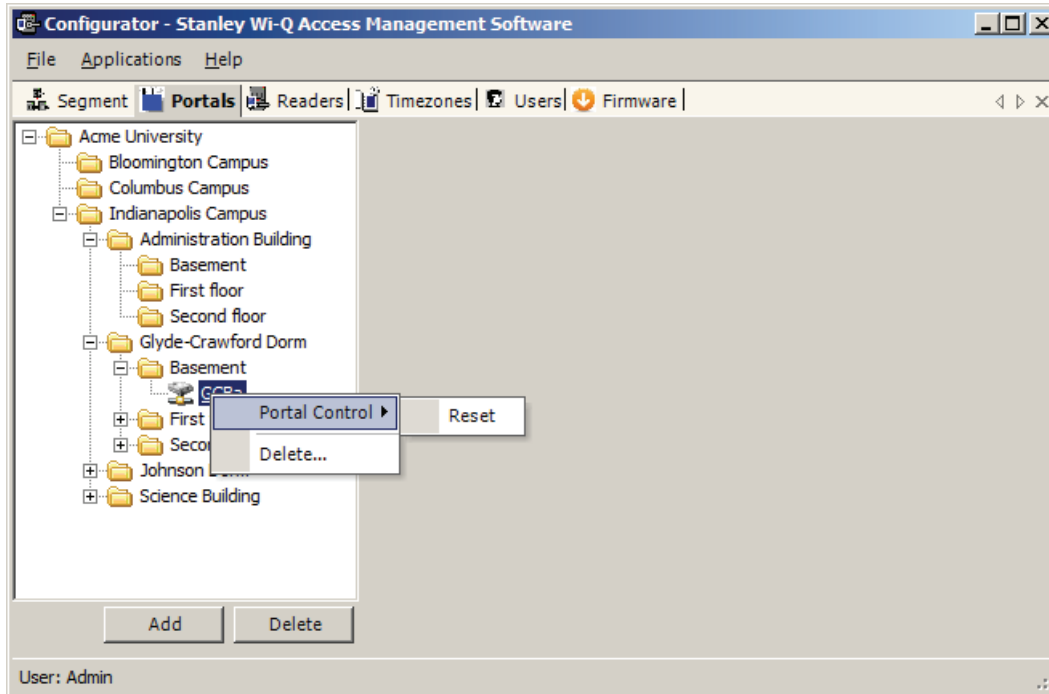 Configurator - Stanley Wi-Q Access Management Software
File Applications Help
Segment Portals Readers Timezones Users Firmware
Acme University
Bloomington Campus
Columbus Campus
Indianapolis Campus
Administration Building
Basement
First floor
Second floor
Glyde-Crawford Dorm
Basement
Portal Control Reset
First
Delete...
Johnson
Science Building
Add Delete
User: Admin